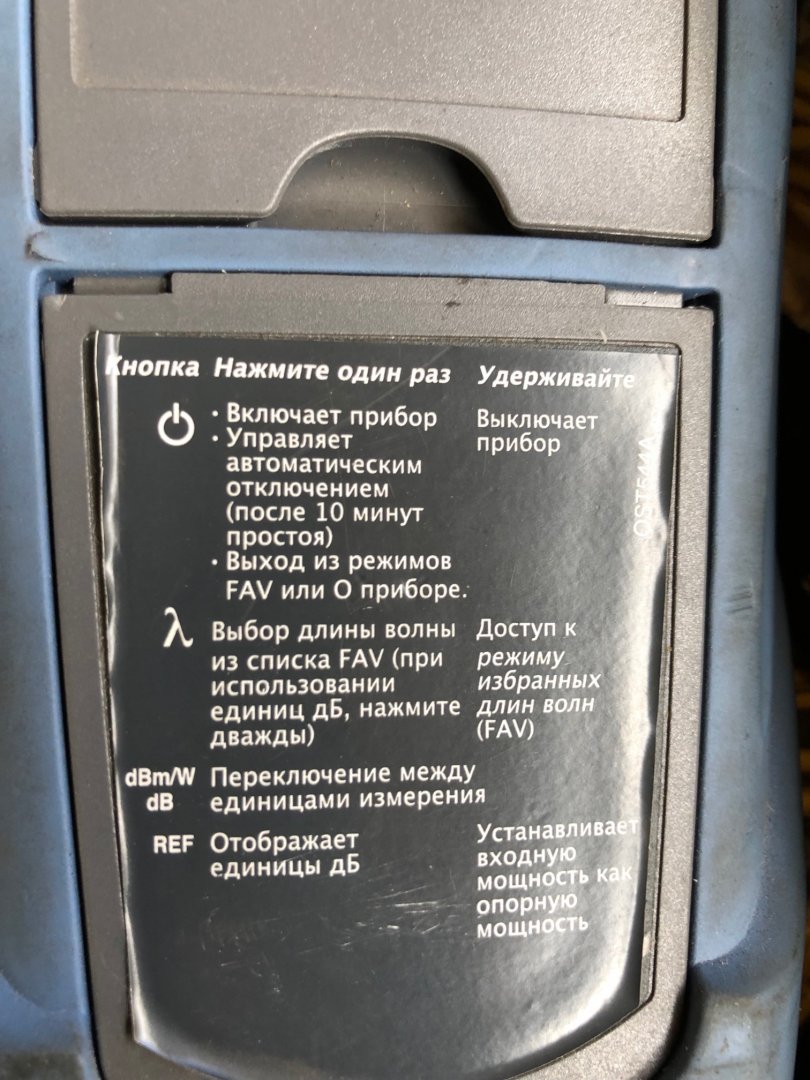 Кнопка Нажмите один раз Удерживайте
· Включает прибор
· Управляет
автоматическим
отключением
(после 10 минут
простоя)
· Выход из режимов
FAV или О приборе.
Выключает
прибор
λ Выбор длины волны
из списка FAV (при
использовании
единиц дБ, нажмите
дважды)
Доступ к
режиму
избранных
длин волн
(FAV)
dBm/W
dB
Переключение между
единицами измерения
REF Отображает
единицы дБ
Устанавливает
входную
мощность как
опорную
мощность